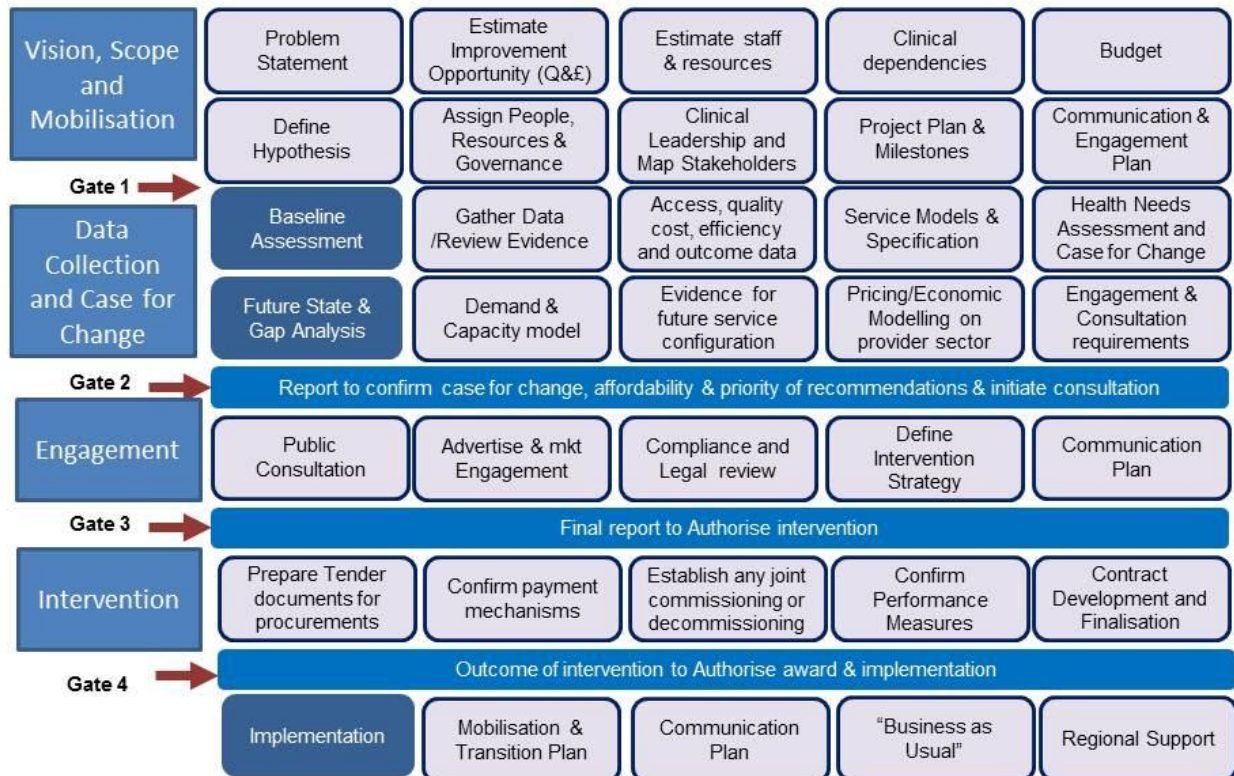 Vision, Scope
and
Mobilisation
Problem
Statement
Estimate
Improvement
Opportunity (Q&£)
Estimate staff
& resources
Clinical
dependencies
Budget
Define
Hypothesis
Assign People,
Resources &
Governance
Clinical
Leadership and
Map Stakeholders
Project Plan &
Milestones
Communication &
Engagement
Plan
Gate 1
Data
Collection
and Case for
Change
Baseline
Assessment
Gather Data
/Review Evidence
Access, quality
cost, efficiency
and outcome data
Service Models &
Specification
Health Needs
Assessment and
Case for Change
Future State &
Gap Analysis
Demand &
Capacity model
Evidence for
future service
configuration
Pricing/Economic
Modelling on
provider sector
Engagement &
Consultation
requirements
Gate 2
Report to confirm case for change, affordability & priority of recommendations & initiate consultation
Engagement
Public
Consultation
Advertise & mkt
Engagement
Compliance and
Legal review
Define
Intervention
Strategy
Communication
Plan
Gate 3
Final report to Authorise intervention
Intervention
Prepare Tender
documents for
procurements
Confirm payment
mechanisms
Establish any joint
commissioning or
decommissioning
Confirm
Performance
Measures
Contract
Development and
Finalisation
Gate 4
Outcome of intervention to Authorise award & implementation
Implementation
Mobilisation &
Transition Plan
Communication
Plan
“Business as
Usual”
Regional Support